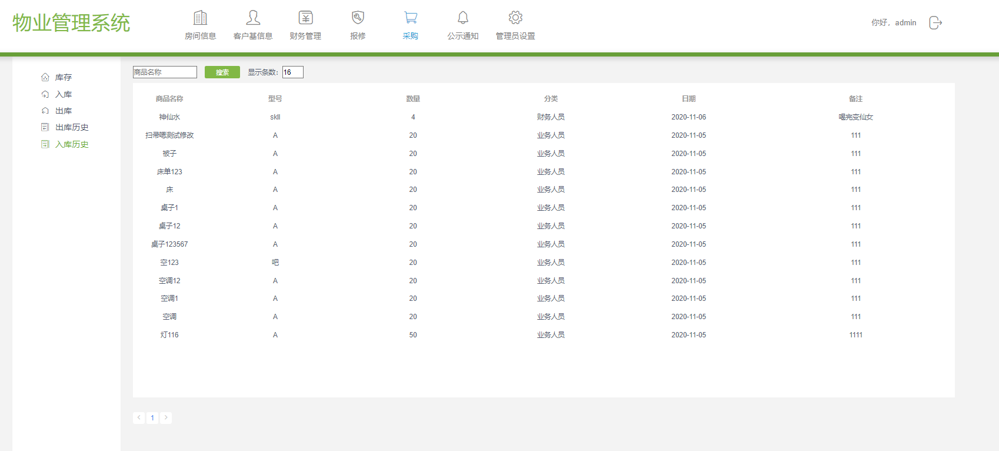 物业管理系统
房间信息 客户基信息 财务管理 报修 采购 公示通知 管理员设置
你好，admin
库存
入库
出库
出库历史
入库历史
商品名称 搜索 显示条数：16
商品名称 型号 数量 分类 日期 备注
神仙水 skII 4 财务人员 2020-11-06 喝完变仙女
扫帚嗯测试修改 A 20 业务人员 2020-11-05 111
被子 A 20 业务人员 2020-11-05 111
床单123 A 20 业务人员 2020-11-05 111
床 A 20 业务人员 2020-11-05 111
桌子1 A 20 业务人员 2020-11-05 111
桌子12 A 20 业务人员 2020-11-05 111
桌子123567 A 20 业务人员 2020-11-05 111
空123 吧 20 业务人员 2020-11-05 111
空调12 A 20 业务人员 2020-11-05 111
空调1 A 20 业务人员 2020-11-05 111
空调 A 20 业务人员 2020-11-05 111
灯116 A 50 业务人员 2020-11-05 1111
< 1 >